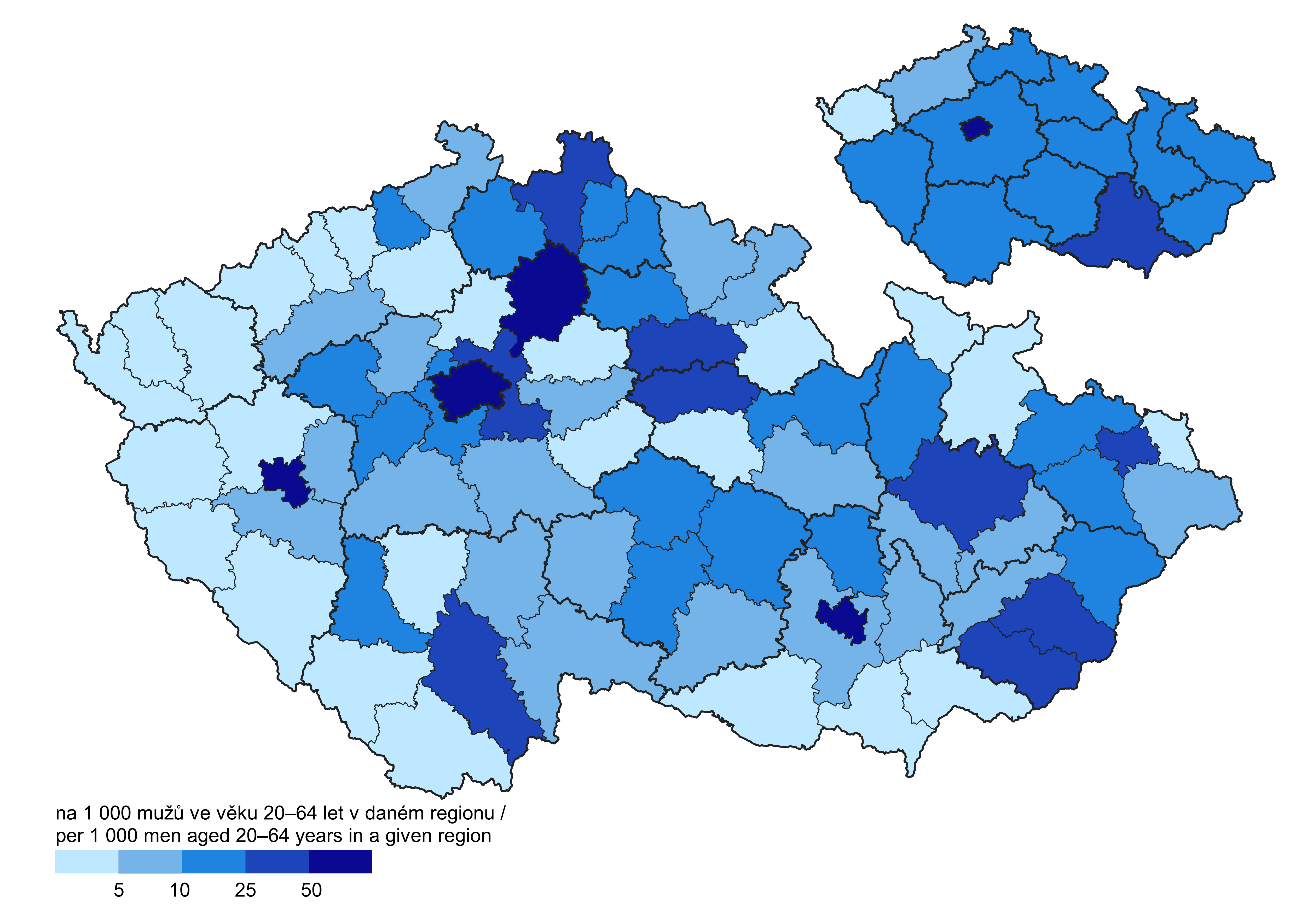 na 1 000 mužů ve věku 20–64 let v daném regionu /
per 1 000 men aged 20–64 years in a given region
5 10 25 50